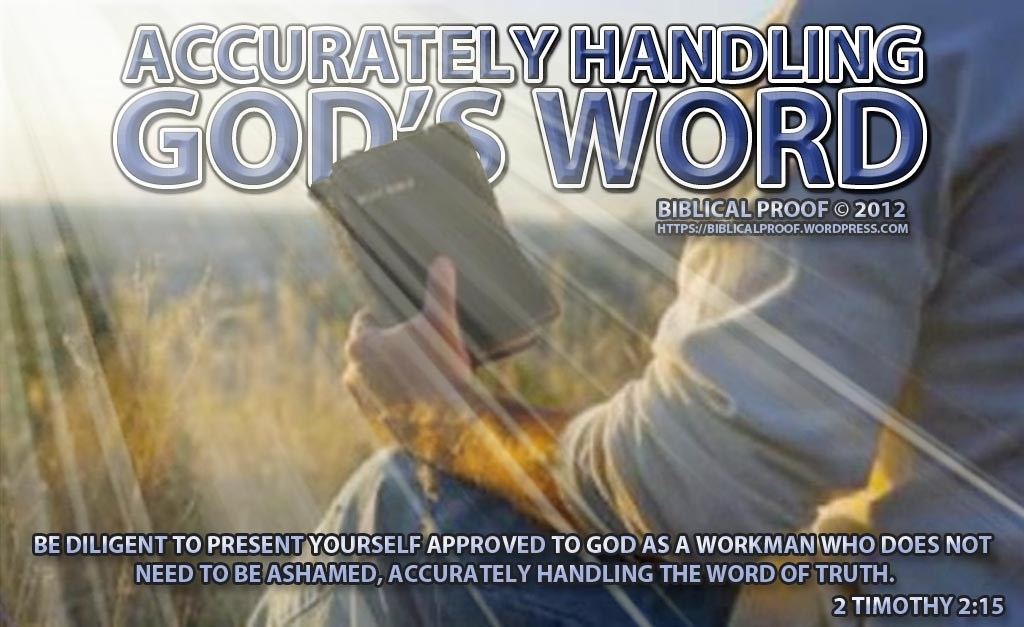 ACCURATELY HANDLING
GOD'S WORD
BIBLICAL PROOF © 2012
HTTPS://BIBLICALPROOF.WORDPRESS.COM
BE DILIGENT TO PRESENT YOURSELF APPROVED TO GOD AS A WORKMAN WHO DOES NOT
NEED TO BE ASHAMED, ACCURATELY HANDLING THE WORD OF TRUTH.
2 TIMOTHY 2:15